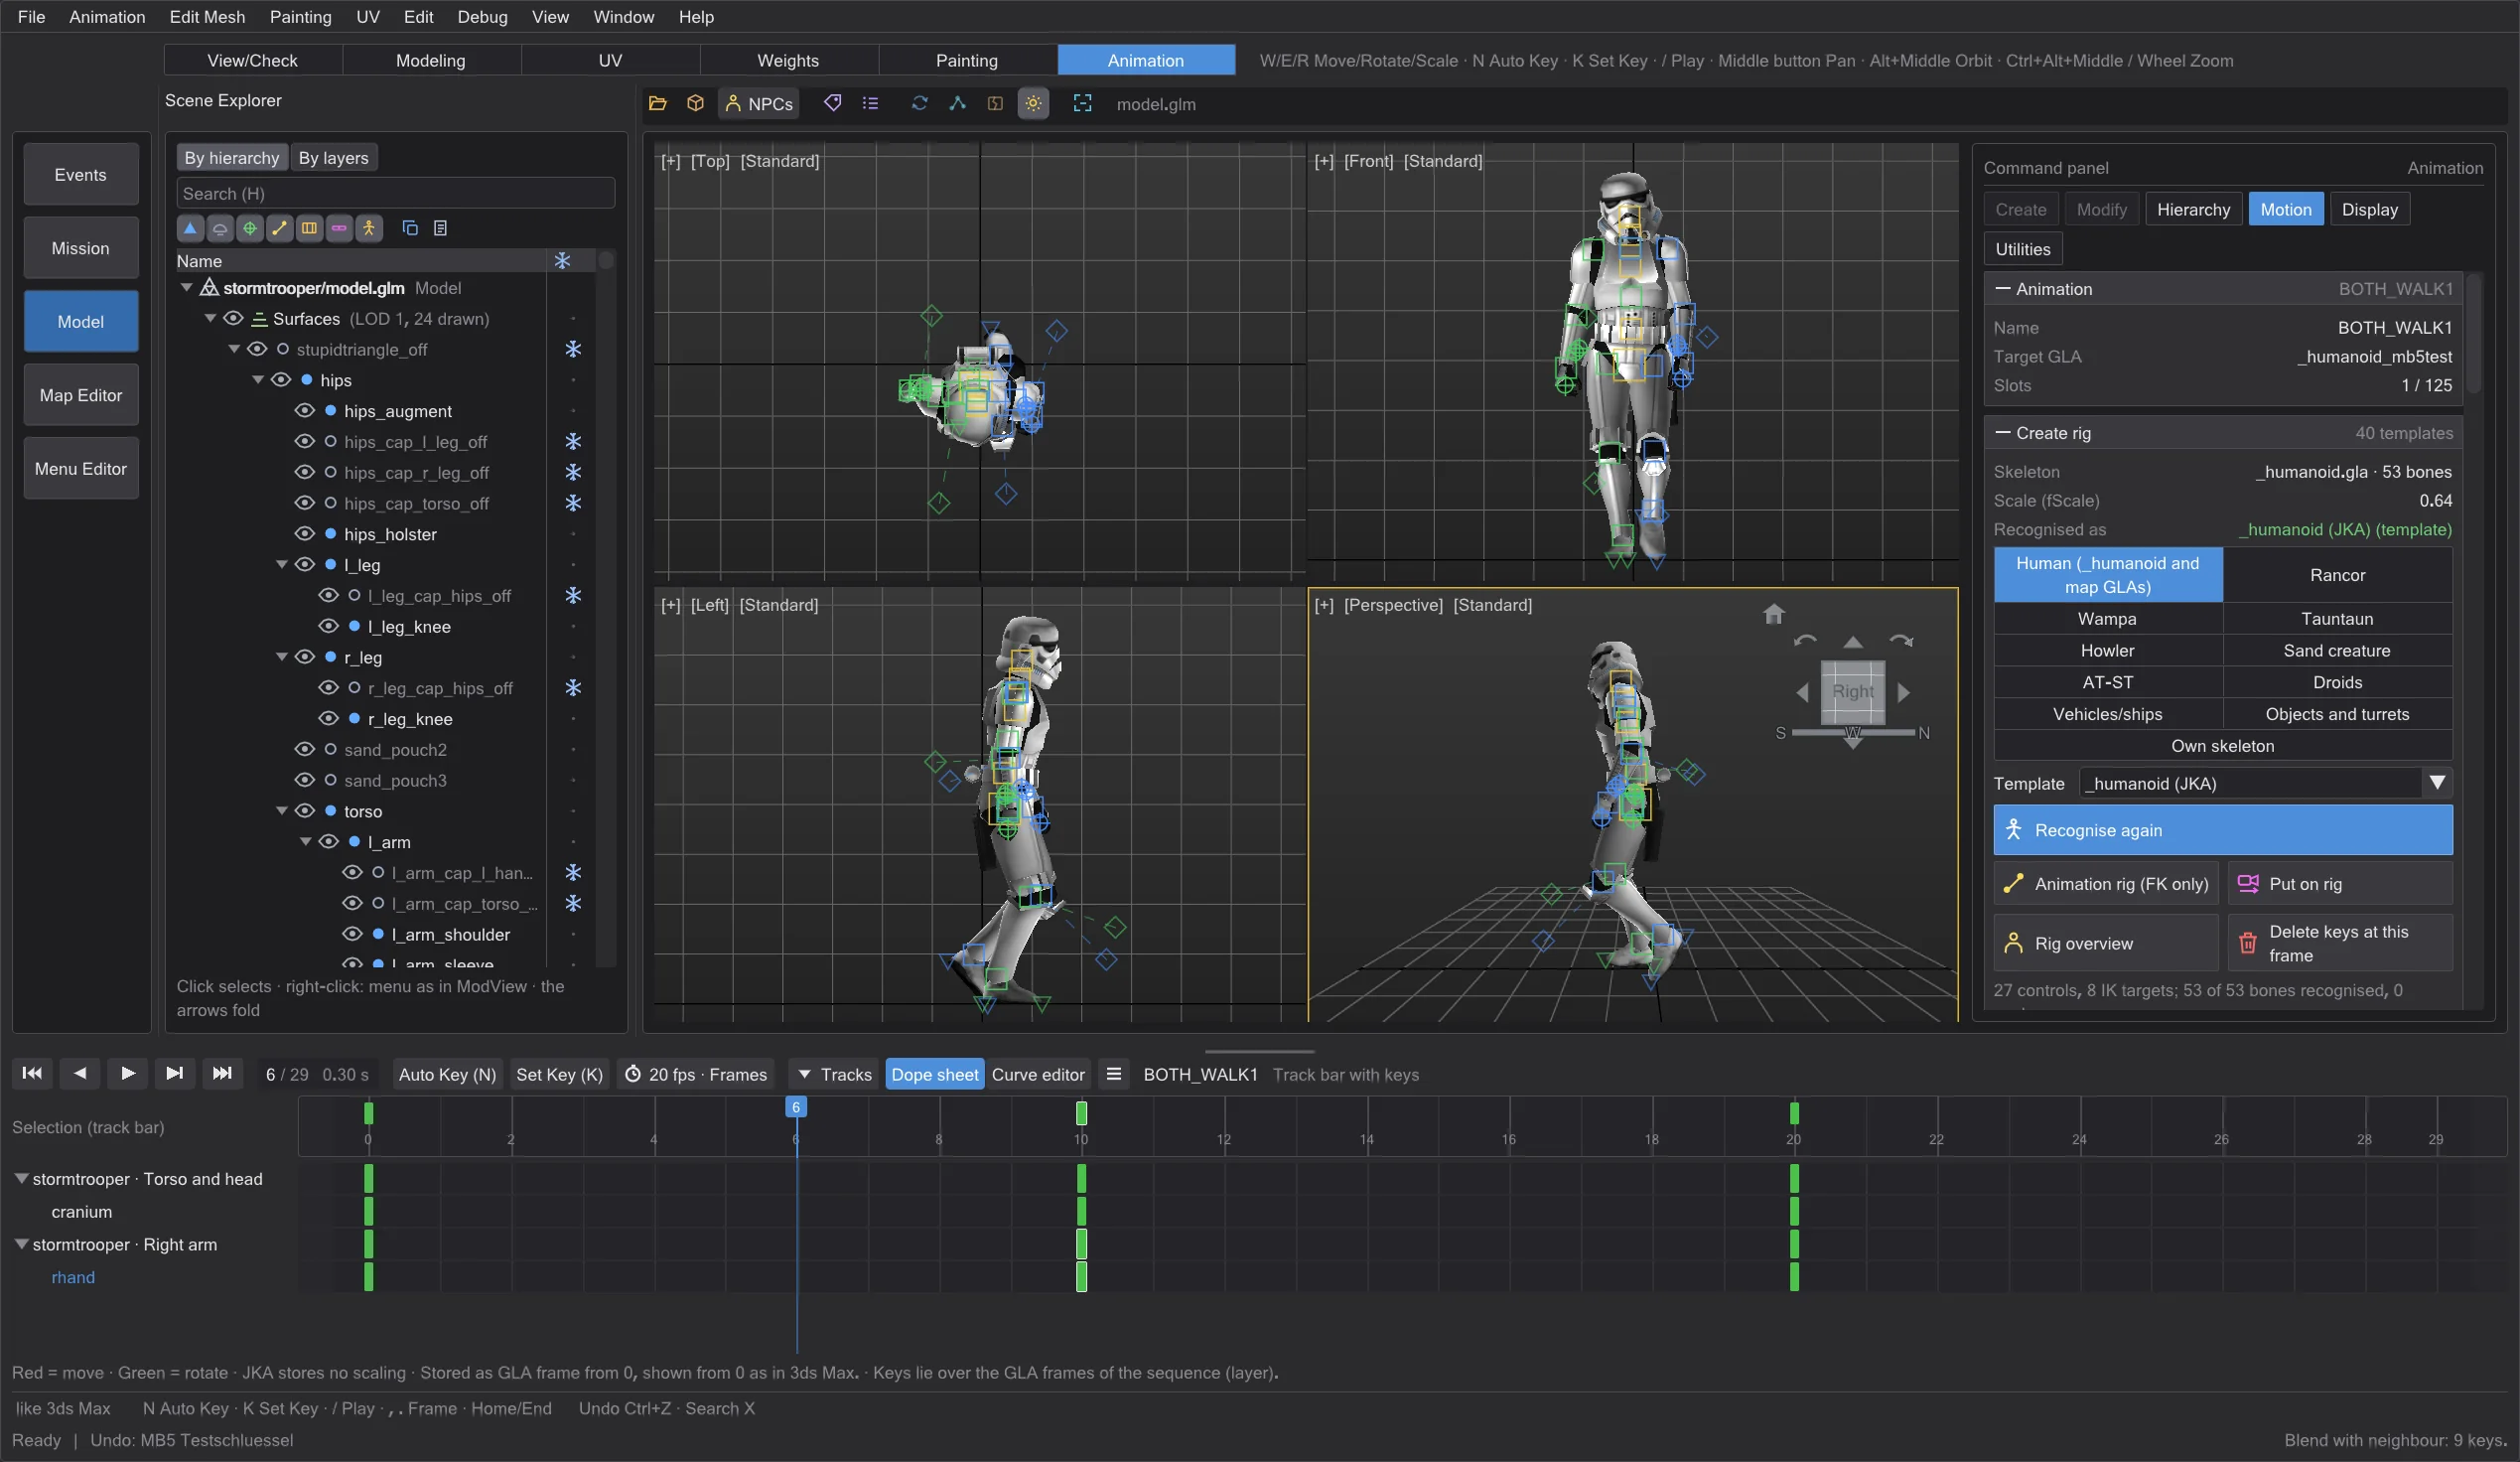 File Animation Edit Mesh Painting UV Edit Debug View Window Help
View/Check Modeling UV Weights Painting Animation W/E/R Move/Rotate/Scale · N Auto Key · K Set Key · / Play · Middle button Pan · Alt+Middle Orbit · Ctrl+Alt+Middle / Wheel Zoom
Scene Explorer
NPCs model.glm
Events
Mission
Model
Map Editor
Menu Editor
By hierarchy By layers
Search (H)
Name
stormtrooper/model.glm Model
Surfaces (LOD 1, 24 drawn)
stupidtriangle_off
hips
hips_augment
hips_cap_l_leg_off
hips_cap_r_leg_off
hips_cap_torso_off
hips_holster
l_leg
l_leg_cap_hips_off
l_leg_knee
r_leg
r_leg_cap_hips_off
r_leg_knee
sand_pouch2
sand_pouch3
torso
l_arm
l_arm_cap_l_han...
l_arm_cap_torso_...
l_arm_shoulder
l_arm_sleeve
Click selects · right-click: menu as in ModView · the
arrows fold
[+] [Top] [Standard]
[+] [Front] [Standard]
[+] [Left] [Standard]
[+] [Perspective] [Standard]
Right
S W N
Command panel Animation
Create Modify Hierarchy Motion Display
Utilities
Animation BOTH_WALK1
Name BOTH_WALK1
Target GLA _humanoid_mb5test
Slots 1 / 125
Create rig 40 templates
Skeleton _humanoid.gla · 53 bones
Scale (fScale) 0.64
Recognised as _humanoid (JKA) (template)
Human (_humanoid and
map GLAs)
Rancor
Wampa Tauntaun
Howler Sand creature
AT-ST Droids
Vehicles/ships Objects and turrets
Own skeleton
Template _humanoid (JKA)
Recognise again
Animation rig (FK only) Put on rig
Rig overview
Delete keys at this
frame
27 controls, 8 IK targets; 53 of 53 bones recognised, 0
6 / 29 0.30 s Auto Key (N) Set Key (K) 20 fps · Frames Tracks Dope sheet Curve editor BOTH_WALK1 Track bar with keys
6
Selection (track bar)
0 2 4 6 8 10 12 14 16 18 20 22 24 26 28 29
stormtrooper · Torso and head
cranium
stormtrooper · Right arm
rhand
Red = move · Green = rotate · JKA stores no scaling · Stored as GLA frame from 0, shown from 0 as in 3ds Max. · Keys lie over the GLA frames of the sequence (layer).
like 3ds Max N Auto Key · K Set Key · / Play · , . Frame · Home/End Undo Ctrl+Z · Search X
Ready | Undo: MB5 Testschluessel Blend with neighbour: 9 keys.